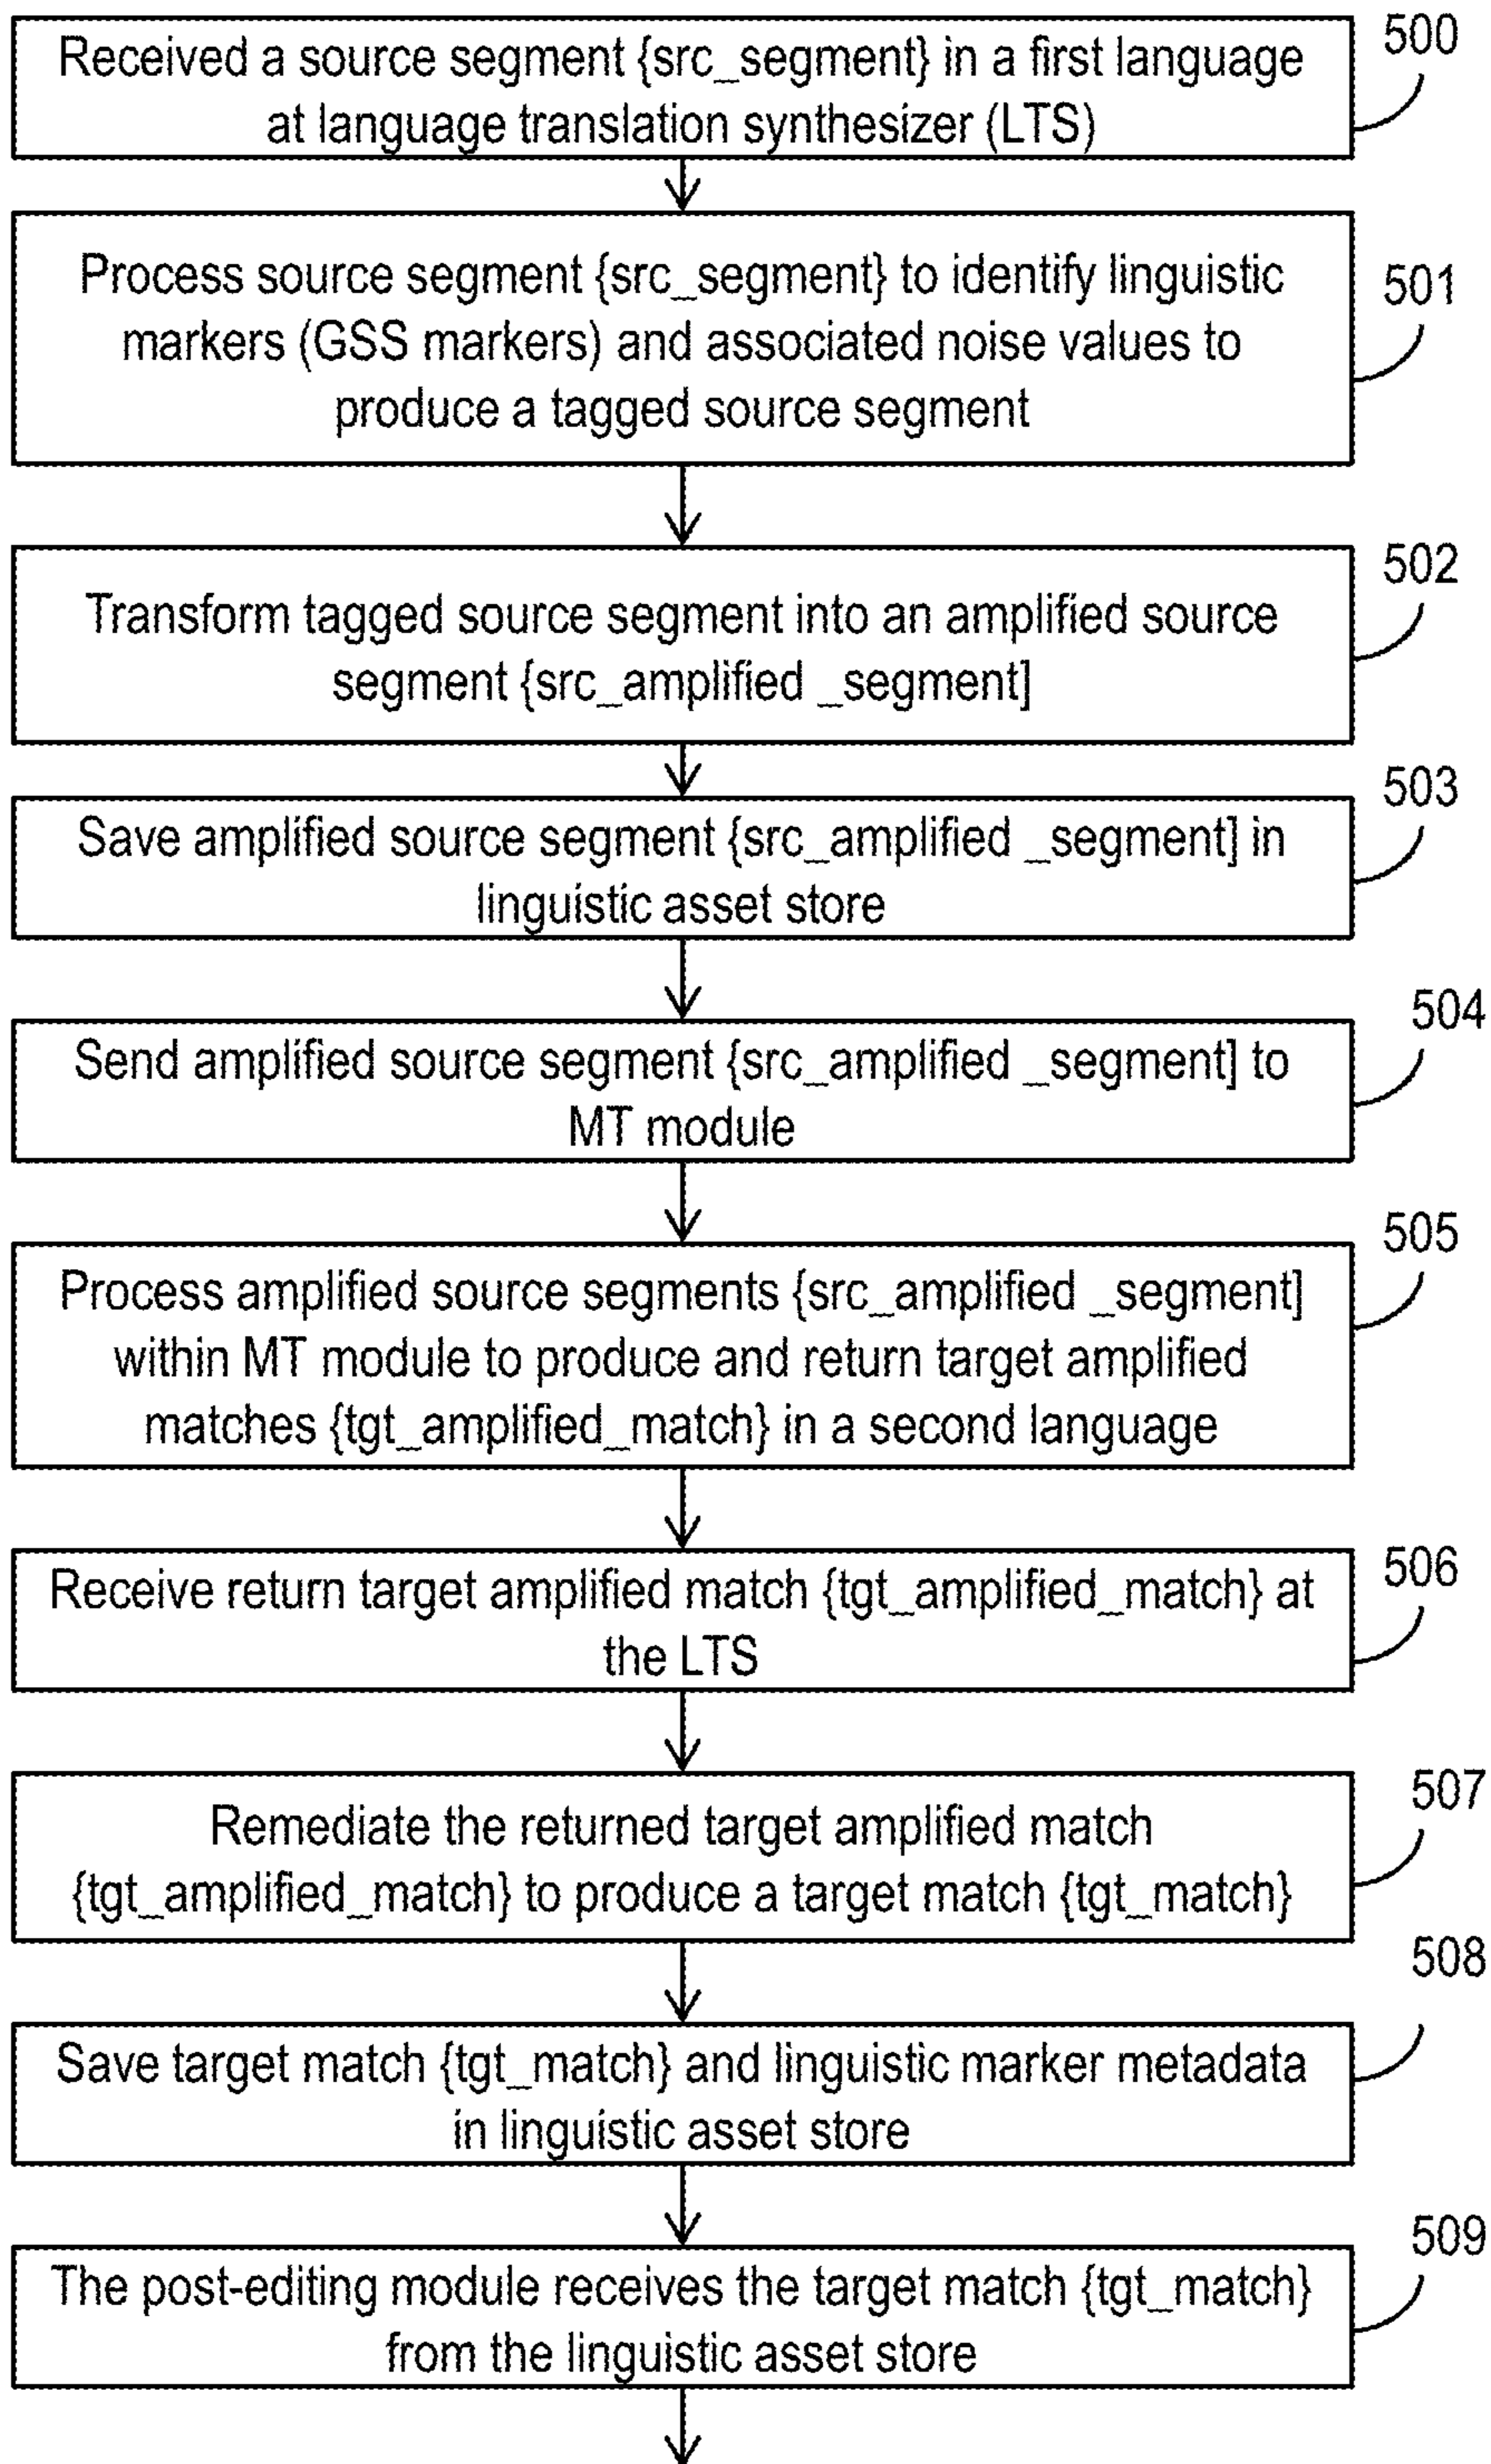 500
Received a source segment {src_segment} in a first language
at language translation synthesizer (LTS)
501
Process source segment {src_segment} to identify linguistic
markers (GSS markers) and associated noise values to
produce a tagged source segment
502
Transform tagged source segment into an amplified source
segment {src_amplified _segment]
503
Save amplified source segment {src_amplified _segment] in
linguistic asset store
504
Send amplified source segment {src_amplified _segment] to
MT module
505
Process amplified source segments {src_amplified _segment]
within MT module to produce and return target amplified
matches {tgt_amplified_match} in a second language
506
Receive return target amplified match {tgt_amplified_match} at
the LTS
507
Remediate the returned target amplified match
{tgt_amplified_match} to produce a target match {tgt_match}
508
Save target match {tgt_match} and linguistic marker metadata
in linguistic asset store
509
The post-editing module receives the target match {tgt_match}
from the linguistic asset store